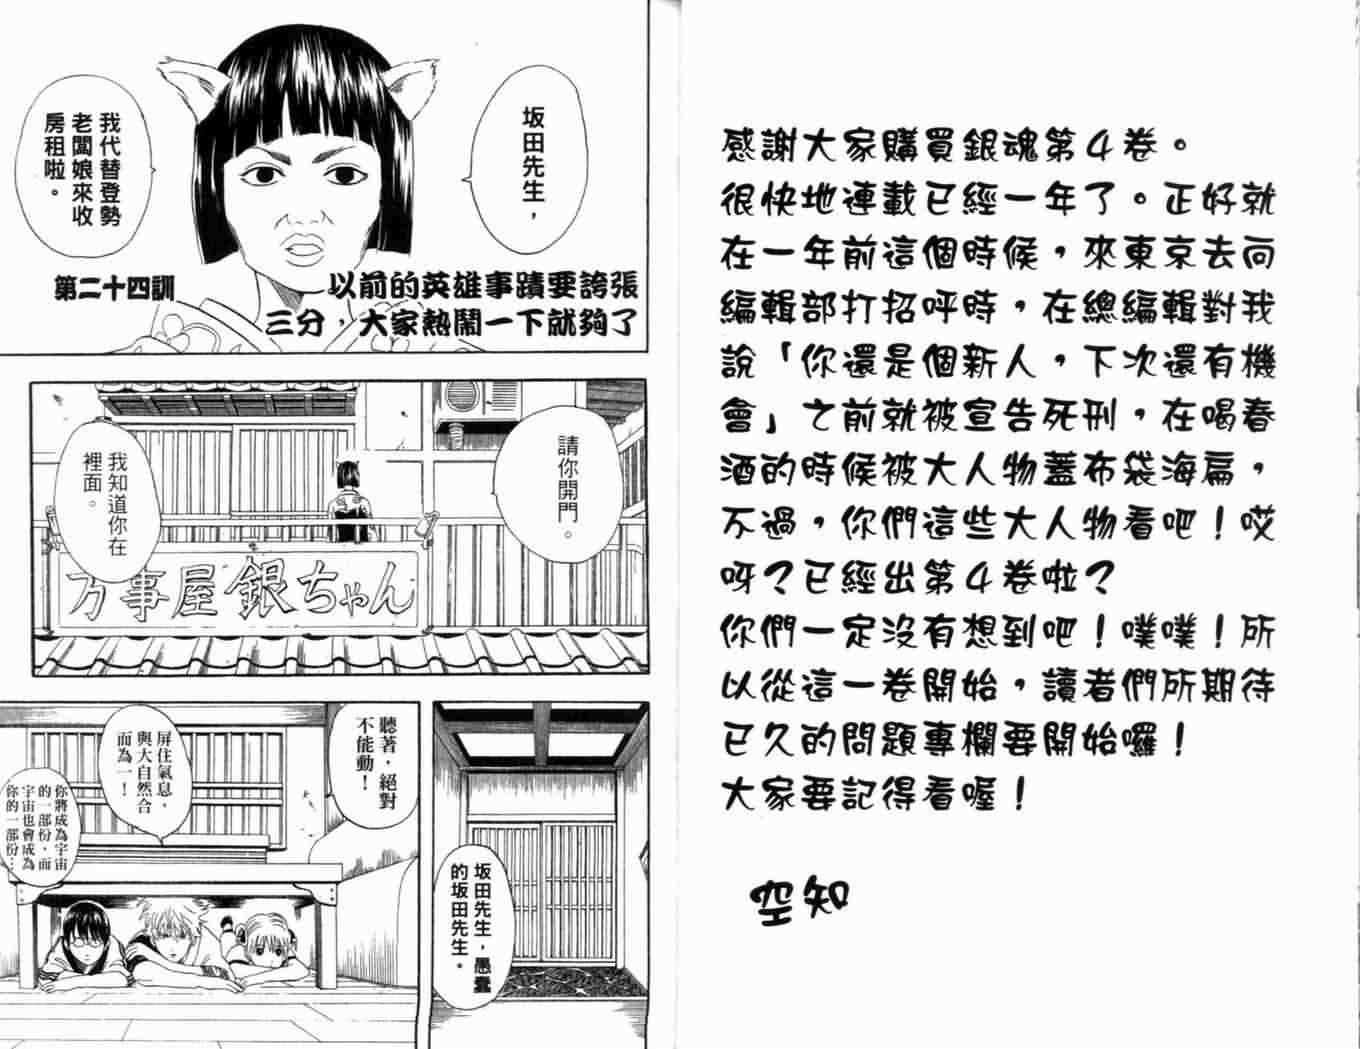 感謝大家購買銀魂第4卷。
很快地連載已經一年了。正好就
在一年前這個時候，來東京去向
編輯部打招呼時，在總編輯對我
說「你還是個新人，下次還有機
會」之前就被宣告死刑，在喝春
酒的時候被大人物蓋布袋海扁，
不過，你們這些大人物看吧！哎
呀？已經出第4卷啦？
你們一定沒有想到吧！噗噗！所
以從這一卷開始，讀者們所期待
已久的問題專欄要開始囉！
大家要記得看喔！
空知
坂田先生，
我代替登勢
老闆娘來收
房租啦。
第二十四訓
以前的英雄事蹟要誇張
三分，大家熱鬧一下就夠了
請你開門。
我知道你在
裡面。
万事屋銀ちゃん
坂田先生，愚蠢
的坂田先生。
聽著，絕對
不能動！
屏住氣息，
與大自然合
而為一！
你將成為宇宙
的一部份，而
宇宙也會成為
你的一部份…